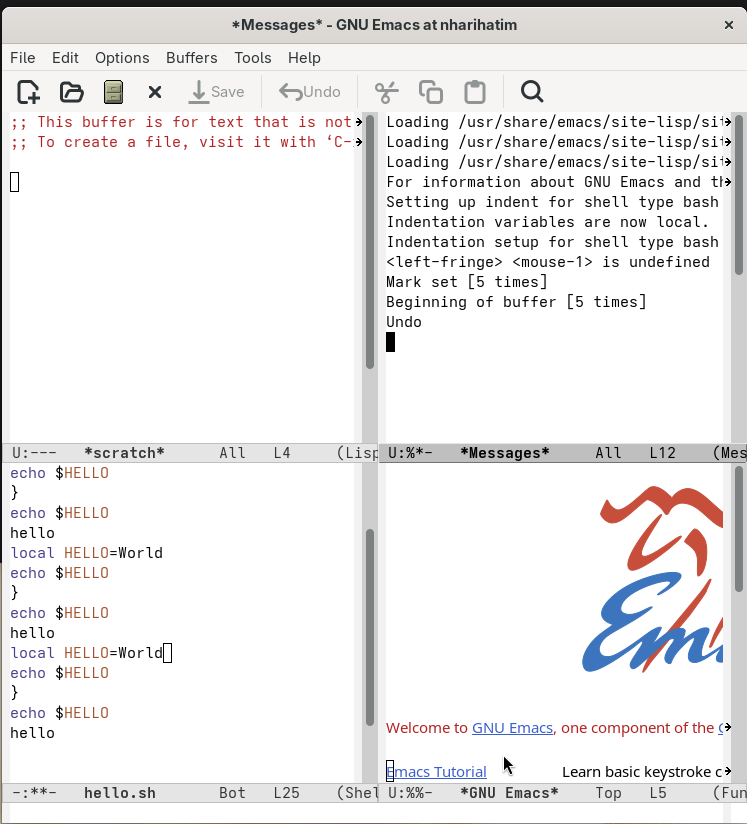 *Messages* - GNU Emacs at nharihatim
File Edit Options Buffers Tools Help
Save Undo
;; This buffer is for text that is not
;; To create a file, visit it with ‘C-
U:--- *scratch* All L4 (Lisp
Loading /usr/share/emacs/site-lisp/sit
Loading /usr/share/emacs/site-lisp/sit
Loading /usr/share/emacs/site-lisp/sit
For information about GNU Emacs and th
Setting up indent for shell type bash
Indentation variables are now local.
Indentation setup for shell type bash
<left-fringe> <mouse-1> is undefined
Mark set [5 times]
Beginning of buffer [5 times]
Undo
U:%*- *Messages* All L12 (Mes
echo $HELLO
}
echo $HELLO
hello
local HELLO=World
echo $HELLO
}
echo $HELLO
hello
local HELLO=World
echo $HELLO
}
echo $HELLO
hello
-:**- hello.sh Bot L25 (Shel
Em
Welcome to GNU Emacs, one component of the G
Emacs Tutorial Learn basic keystroke c
U:%%- *GNU Emacs* Top L5 (Fun